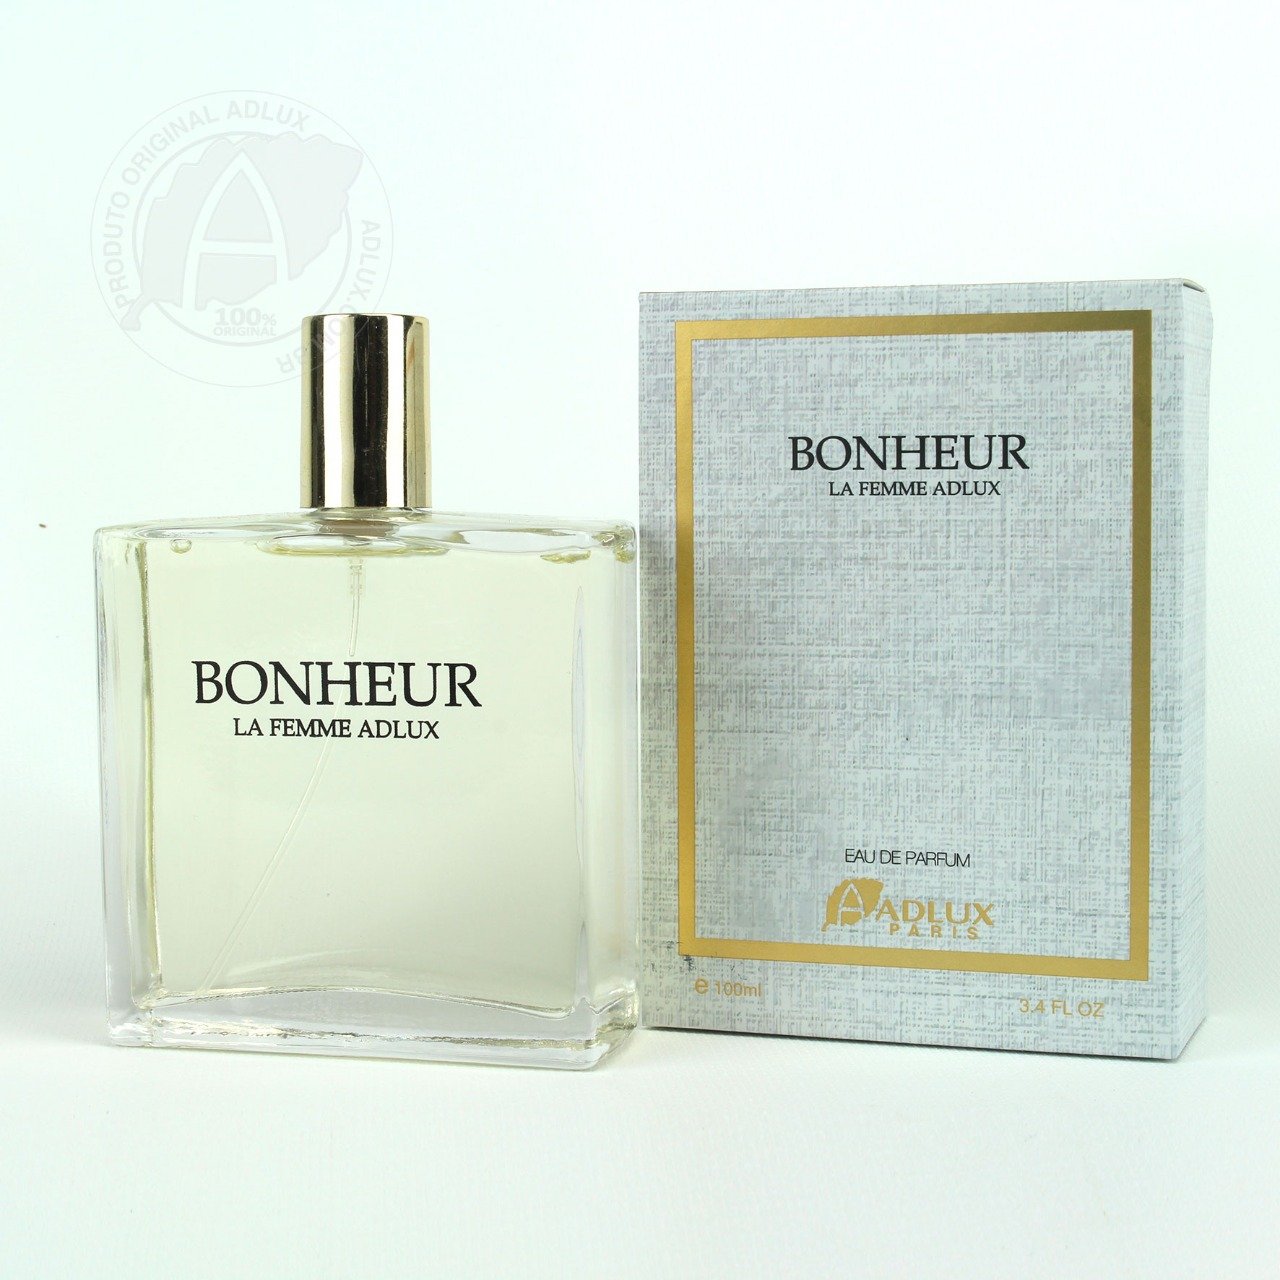 PRODUTO ORIGINAL ADLUX
ADLUX.COM.BR
A
100%
ORIGINAL
BONHEUR
LA FEMME ADLUX
BONHEUR
LA FEMME ADLUX
EAU DE PARFUM
A ADLUX
PARIS
e 100ml
3.4 FL OZ